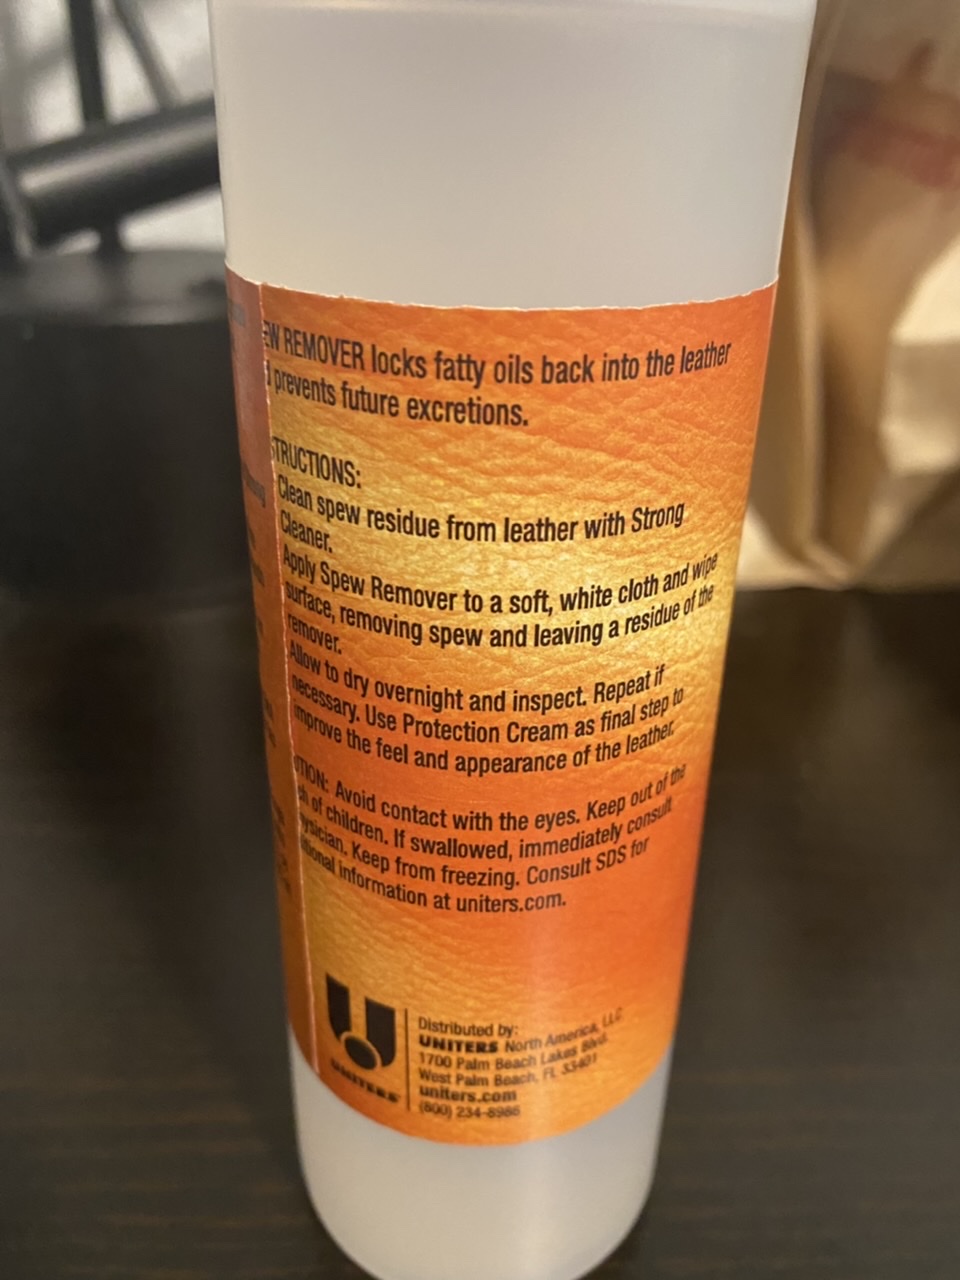 EW REMOVER locks fatty oils back into the leather
d prevents future excretions.
STRUCTIONS:
Clean spew residue from leather with Strong
Cleaner.
Apply Spew Remover to a soft, white cloth and wipe
surface, removing spew and leaving a residue of the
remover.
Allow to dry overnight and inspect. Repeat if
necessary. Use Protection Cream as final step to
improve the feel and appearance of the leather.
TION: Avoid contact with the eyes. Keep out of the
ch of children. If swallowed, immediately consult
ysician. Keep from freezing. Consult SDS for
itional information at uniters.com.
UNITERS
Distributed by:
UNITERS North America, LLC
1700 Palm Beach Lakes Blvd.
West Palm Beach, FL 33401
uniters.com
(800) 234-8986